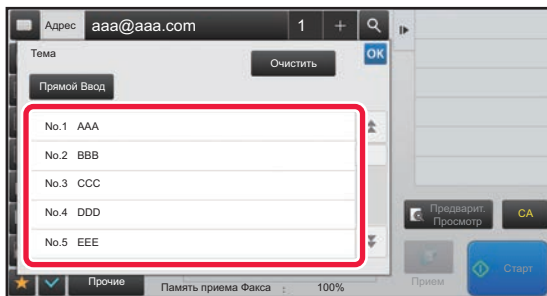 Адрес aaa@aaa.com 1 +
Тема
OK
Очистить
Прямой Ввод
No.1 AAA
No.2 BBB
No.3 CCC
No.4 DDD
No.5 EEE
Предварит.
Просмотр
CA
Прочие
Память приема Факса : 100%
Прием
Старт